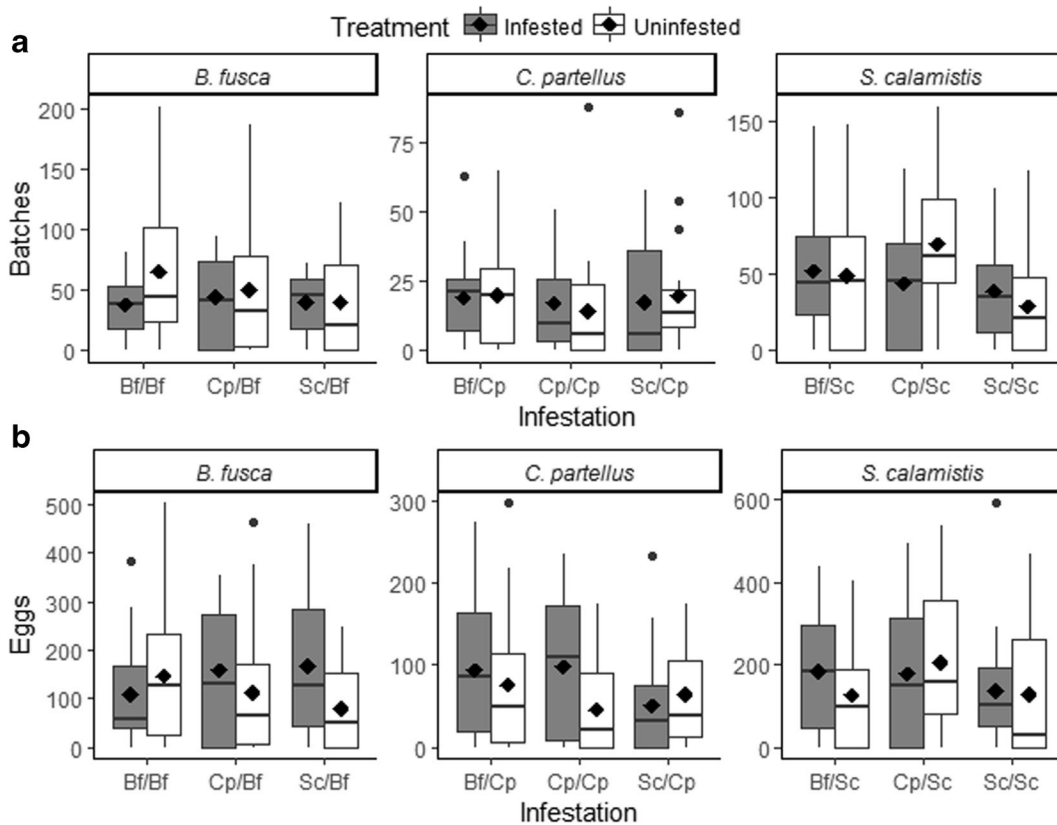 Treatment Infested Uninfested
a
B. fusca C. partellus S. calamistis
Batches
200
150
100
50
0
75
50
25
0
150
100
50
0
Bf/Bf Cp/Bf Sc/Bf Bf/Cp Cp/Cp Sc/Cp Bf/Sc Cp/Sc Sc/Sc
Infestation
b
B. fusca C. partellus S. calamistis
Eggs
500
400
300
200
100
0
300
200
100
0
600
400
200
0
Bf/Bf Cp/Bf Sc/Bf Bf/Cp Cp/Cp Sc/Cp Bf/Sc Cp/Sc Sc/Sc
Infestation